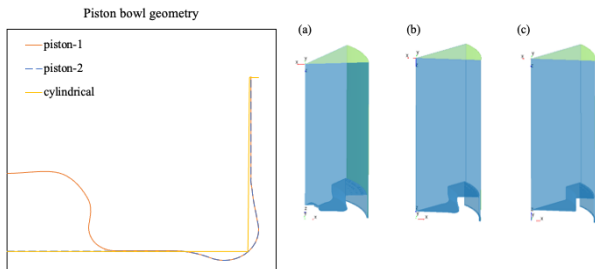 Piston bowl geometry
piston-1
piston-2
cylindrical
(a)
(b)
(c)